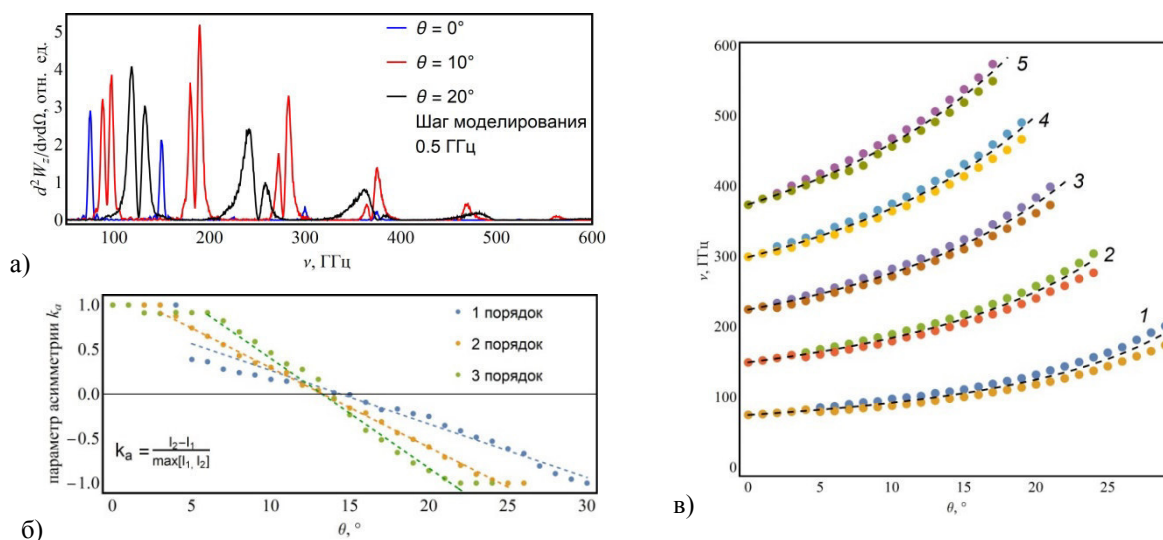 d²W_z/dνdΩ, отн. ед.
5
4
3
2
1
0
θ = 0°
θ = 10°
θ = 20°
Шаг моделирования
0.5 ГГц
100 200 300 400 500 600
ν, ГГц
а)
параметр асимметрии k_a
1.0
0.5
0.0
−0.5
−1.0
1 порядок
2 порядок
3 порядок
k_a = I₂−I₁ / max[I₁, I₂]
0 5 10 15 20 25 30
θ, °
б)
600
ν, ГГц
400
300
200
100
0
5
4
3
2
1
0 5 10 15 20 25
θ, °
в)